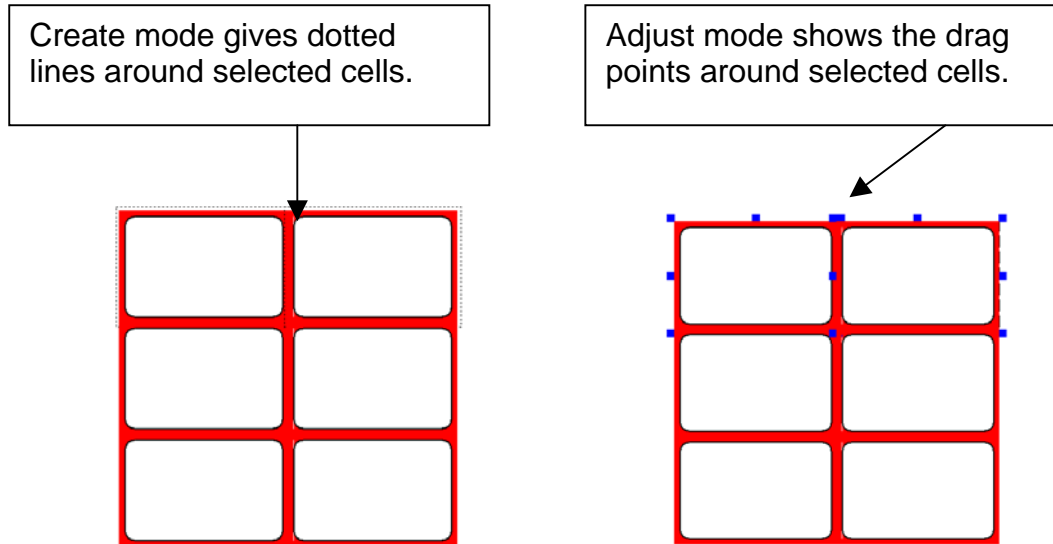 Create mode gives dotted
lines around selected cells.
Adjust mode shows the drag
points around selected cells.